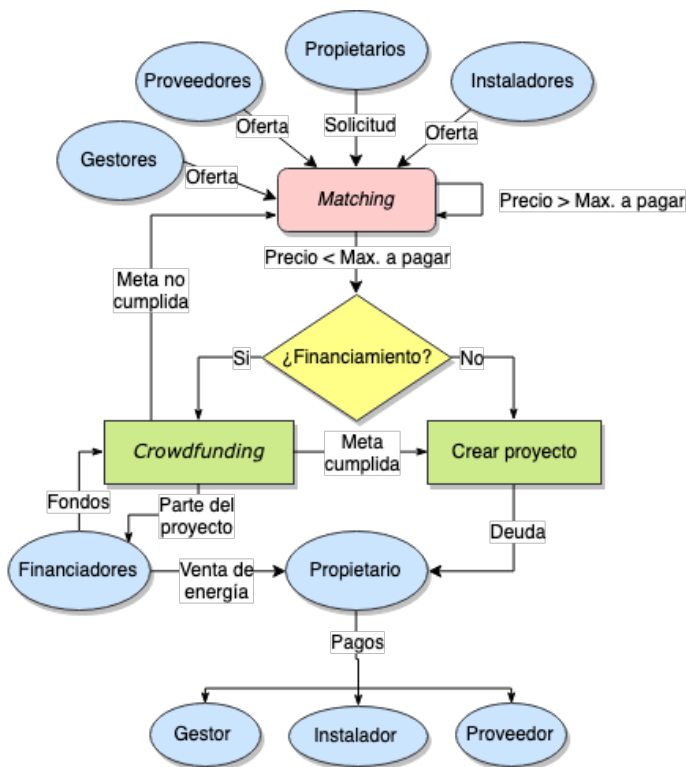 Propietarios
Proveedores
Instaladores
Oferta
Solicitud
Oferta
Gestores
Oferta
Matching
Precio > Max. a pagar
Precio < Max. a pagar
Meta no
cumplida
¿Financiamiento?
Si
No
Crowdfunding
Meta
cumplida
Crear proyecto
Fondos
Parte del
proyecto
Deuda
Financiadores
Venta de
energía
Propietario
Pagos
Gestor
Instalador
Proveedor